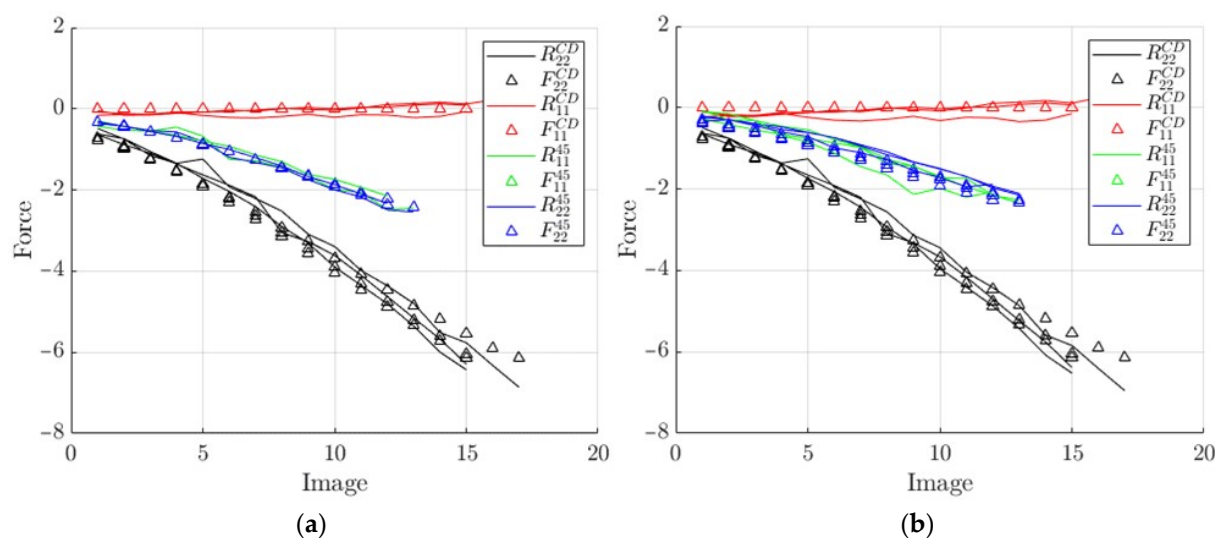 2
0
−2
−4
−6
−8
0
5
10
15
20
Force
Image
R_{22}^{CD}
F_{22}^{CD}
R_{11}^{CD}
F_{11}^{CD}
R_{11}^{45}
F_{11}^{45}
R_{22}^{45}
F_{22}^{45}
(a)
2
0
−2
−4
−6
−8
0
5
10
15
20
Force
Image
R_{22}^{CD}
F_{22}^{CD}
R_{11}^{CD}
F_{11}^{CD}
R_{11}^{45}
F_{11}^{45}
R_{22}^{45}
F_{22}^{45}
(b)